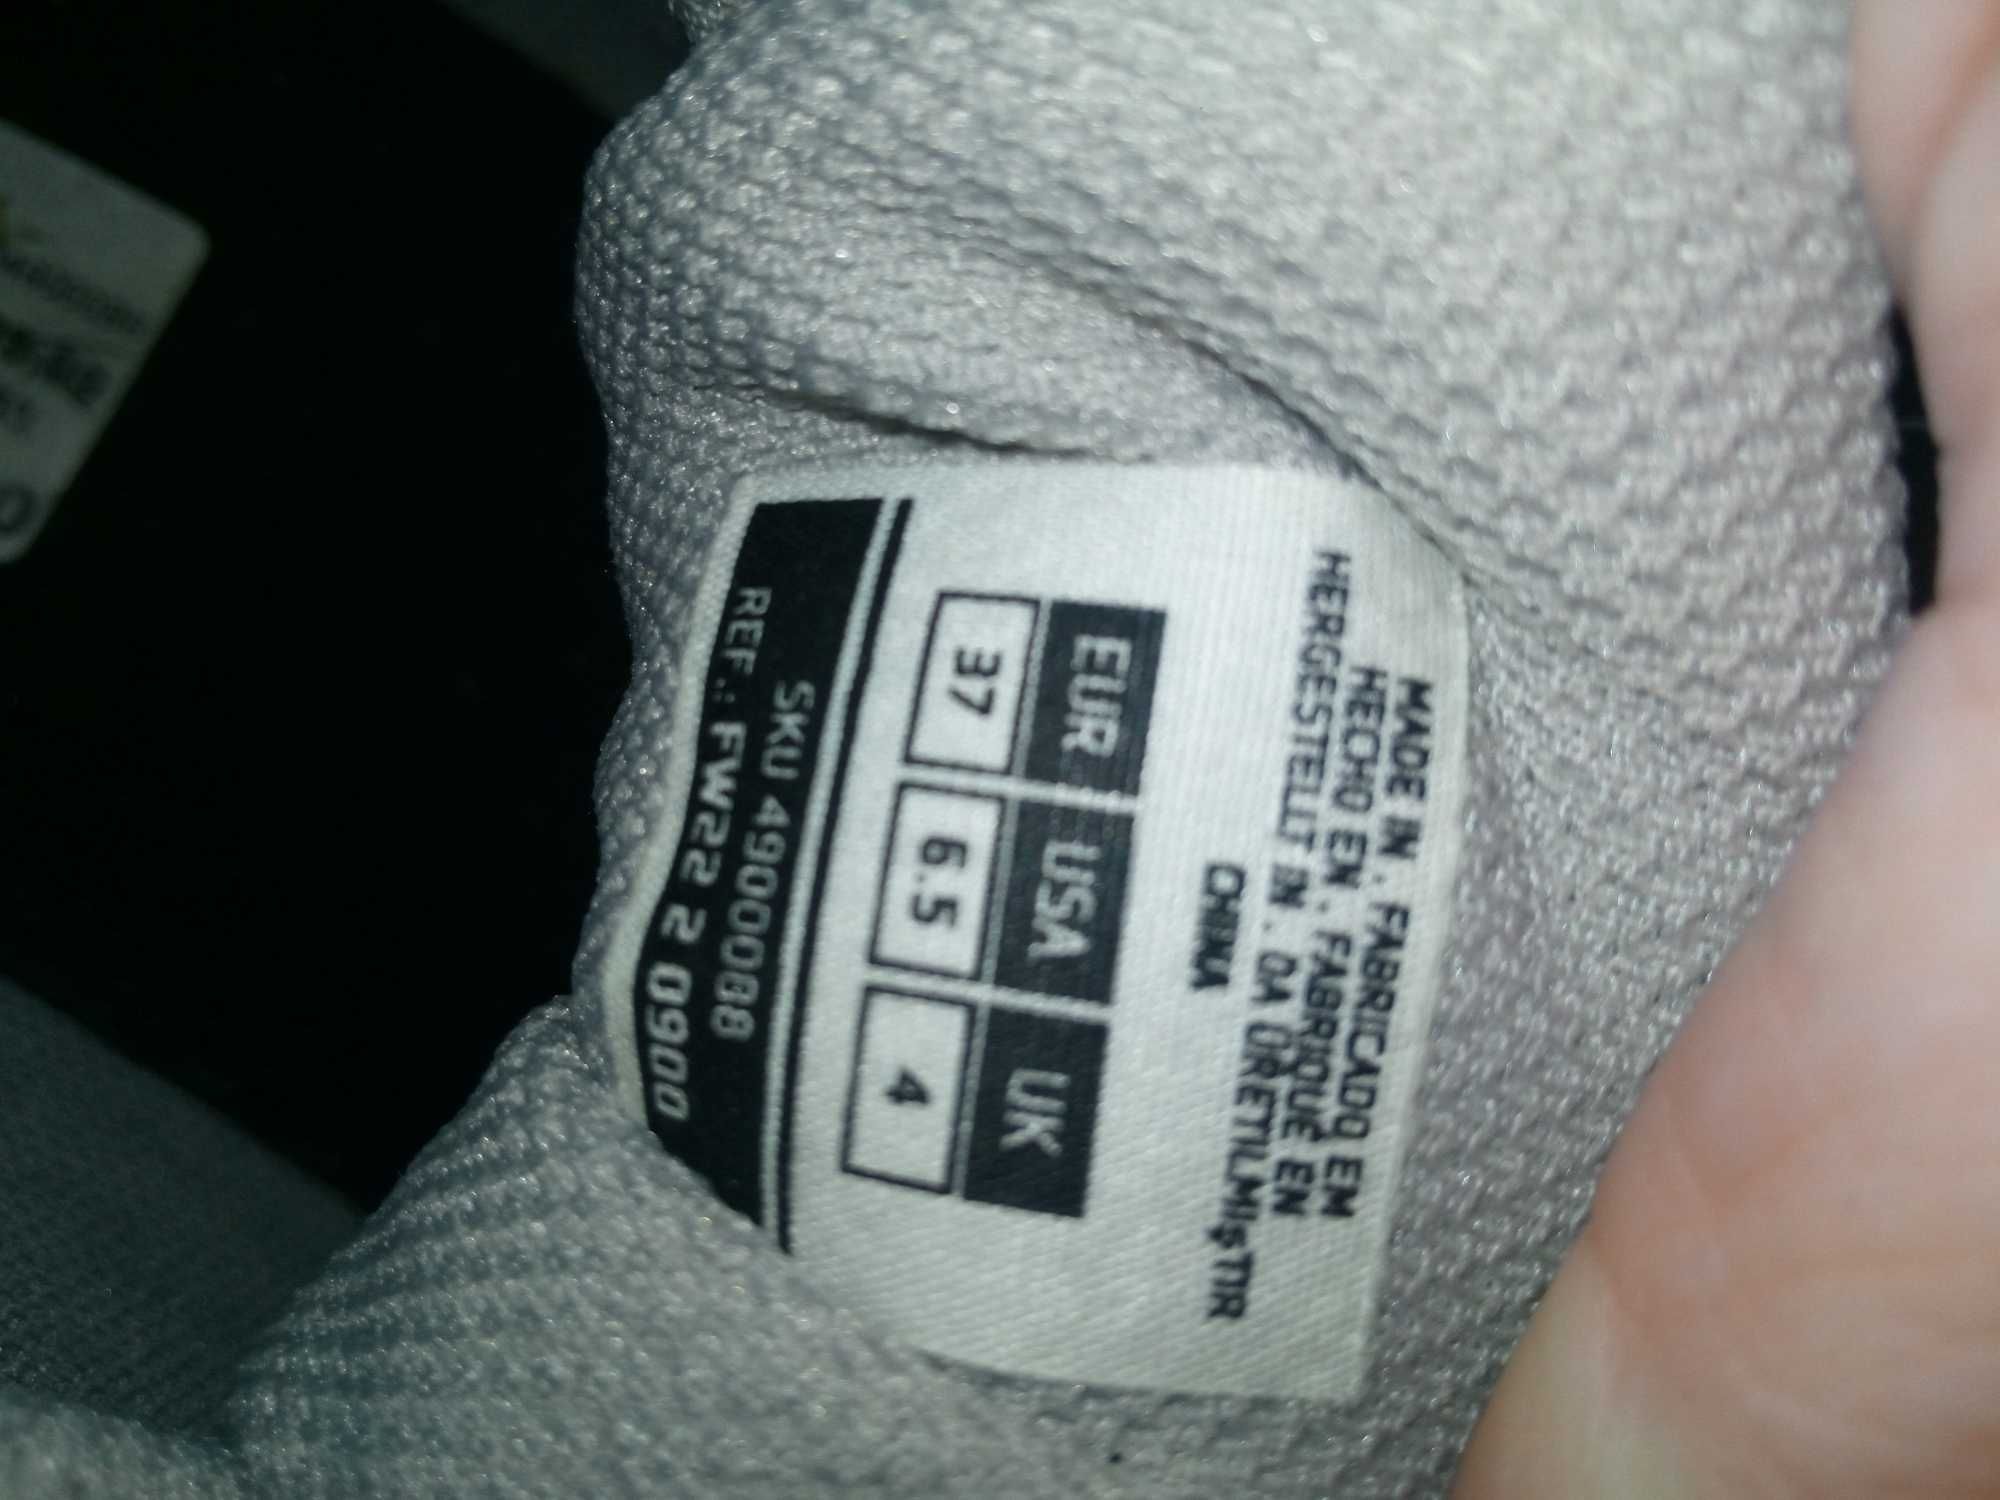 MADE IN . FABRICADO EM
HECHO EN . FABRIQUÉ EN
HERGESTELLT IN . DA ÜRETILMIŞTIR
CHINA
EUR USA UK
37 6.5 4
SKU 4900088
REF.: FW22 2 0900